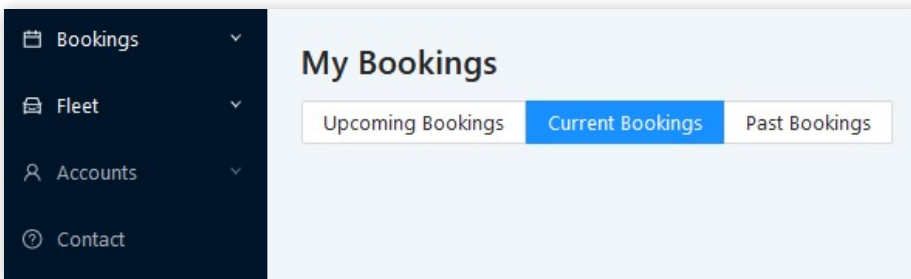 Bookings
Fleet
Accounts
Contact
My Bookings
Upcoming Bookings Current Bookings Past Bookings